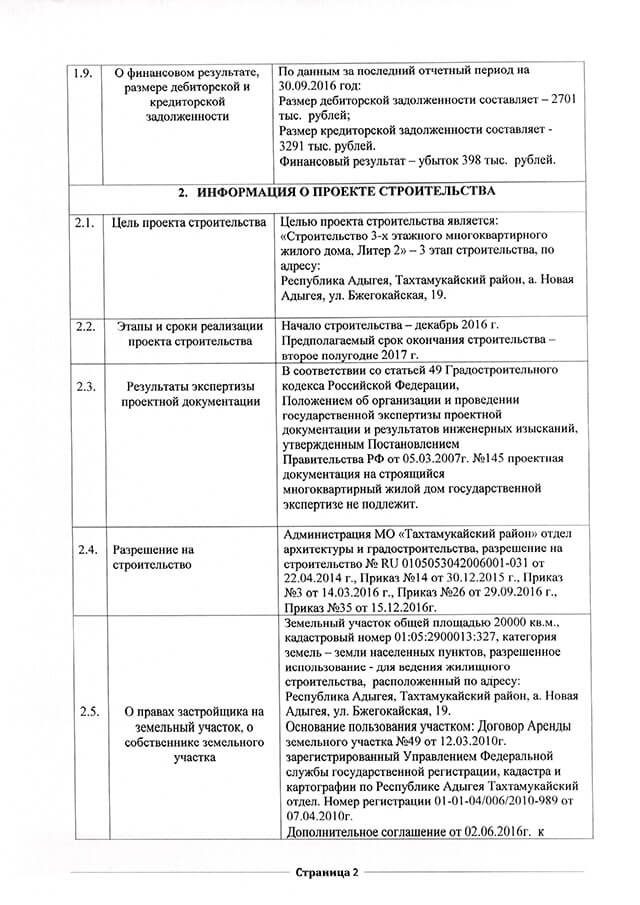 1.9.
О финансовом результате,
размере дебиторской и
кредиторской
задолженности
По данным за последний отчетный период на
30.09.2016 год:
Размер дебиторской задолженности составляет – 2701
тыс. рублей;
Размер кредиторской задолженности составляет -
3291 тыс. рублей.
Финансовый результат – убыток 398 тыс. рублей.
2. ИНФОРМАЦИЯ О ПРОЕКТЕ СТРОИТЕЛЬСТВА
2.1.
Цель проекта строительства
Целью проекта строительства является:
«Строительство 3-х этажного многоквартирного
жилого дома, Литер 2» – 3 этап строительства, по
адресу:
Республика Адыгея, Тахтамукайский район, а. Новая
Адыгея, ул. Бжегокайская, 19.
2.2.
Этапы и сроки реализации
проекта строительства
Начало строительства – декабрь 2016 г.
Предполагаемый срок окончания строительства –
второе полугодие 2017 г.
2.3.
Результаты экспертизы
проектной документации
В соответствии со статьей 49 Градостроительного
кодекса Российской Федерации,
Положением об организации и проведении
государственной экспертизы проектной
документации и результатов инженерных изысканий,
утвержденным Постановлением
Правительства РФ от 05.03.2007г. №145 проектная
документация на строящийся
многоквартирный жилой дом государственной
экспертизе не подлежит.
2.4.
Разрешение на
строительство
Администрация МО «Тахтамукайский район» отдел
архитектуры и градостроительства, разрешение на
строительство № RU 0105053042006001-031 от
22.04.2014 г., Приказ №14 от 30.12.2015 г., Приказ
№3 от 14.03.2016 г., Приказ №26 от 29.09.2016 г.,
Приказ №35 от 15.12.2016г.
2.5.
О правах застройщика на
земельный участок, о
собственнике земельного
участка
Земельный участок общей площадью 20000 кв.м.,
кадастровый номер 01:05:2900013:327, категория
земель – земли населенных пунктов, разрешенное
использование - для ведения жилищного
строительства, расположенный по адресу:
Республика Адыгея, Тахтамукайский район, а. Новая
Адыгея, ул. Бжегокайская, 19.
Основание пользования участком: Договор Аренды
земельного участка №49 от 12.03.2010г.
зарегистрированный Управлением Федеральной
службы государственной регистрации, кадастра и
картографии по Республике Адыгея Тахтамукайский
отдел. Номер регистрации 01-01-04/006/2010-989 от
07.04.2010г.
Дополнительное соглашение от 02.06.2016г. к
Страница 2